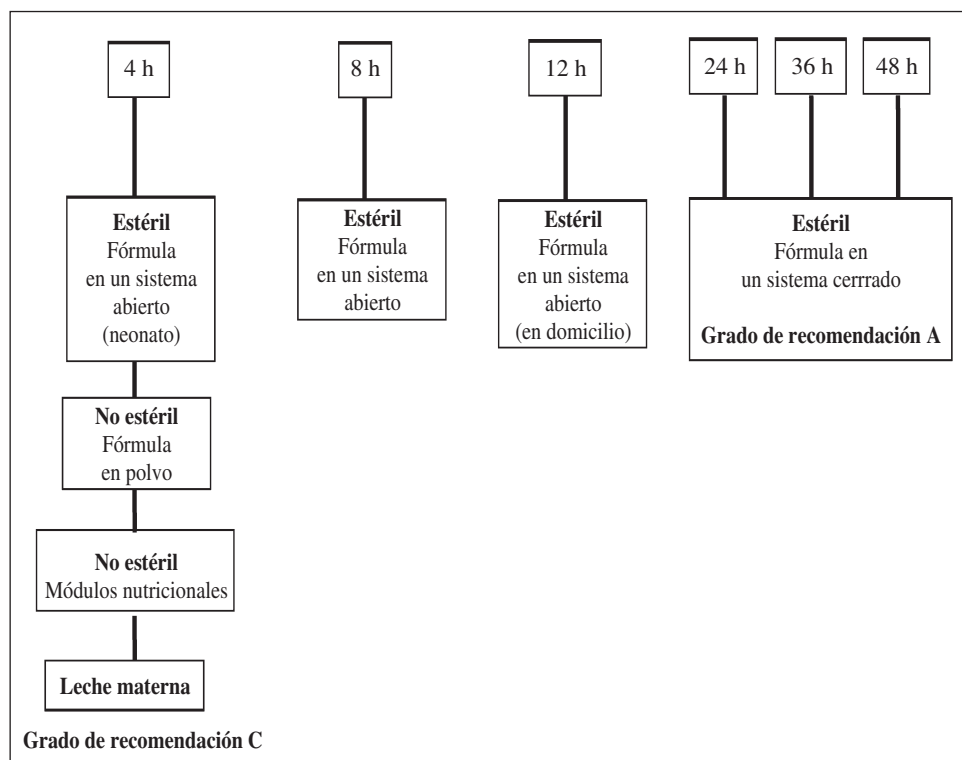 4 h
8 h
12 h
24 h
36 h
48 h
Estéril
Fórmula
en un sistema
abierto
(neonato)
Estéril
Fórmula
en un sistema
abierto
Estéril
Fórmula
en un sistema
abierto
(en domicilio)
Estéril
Fórmula en
un sistema cerrrado
Grado de recomendación A
No estéril
Fórmula
en polvo
No estéril
Módulos nutricionales
Leche materna
Grado de recomendación C